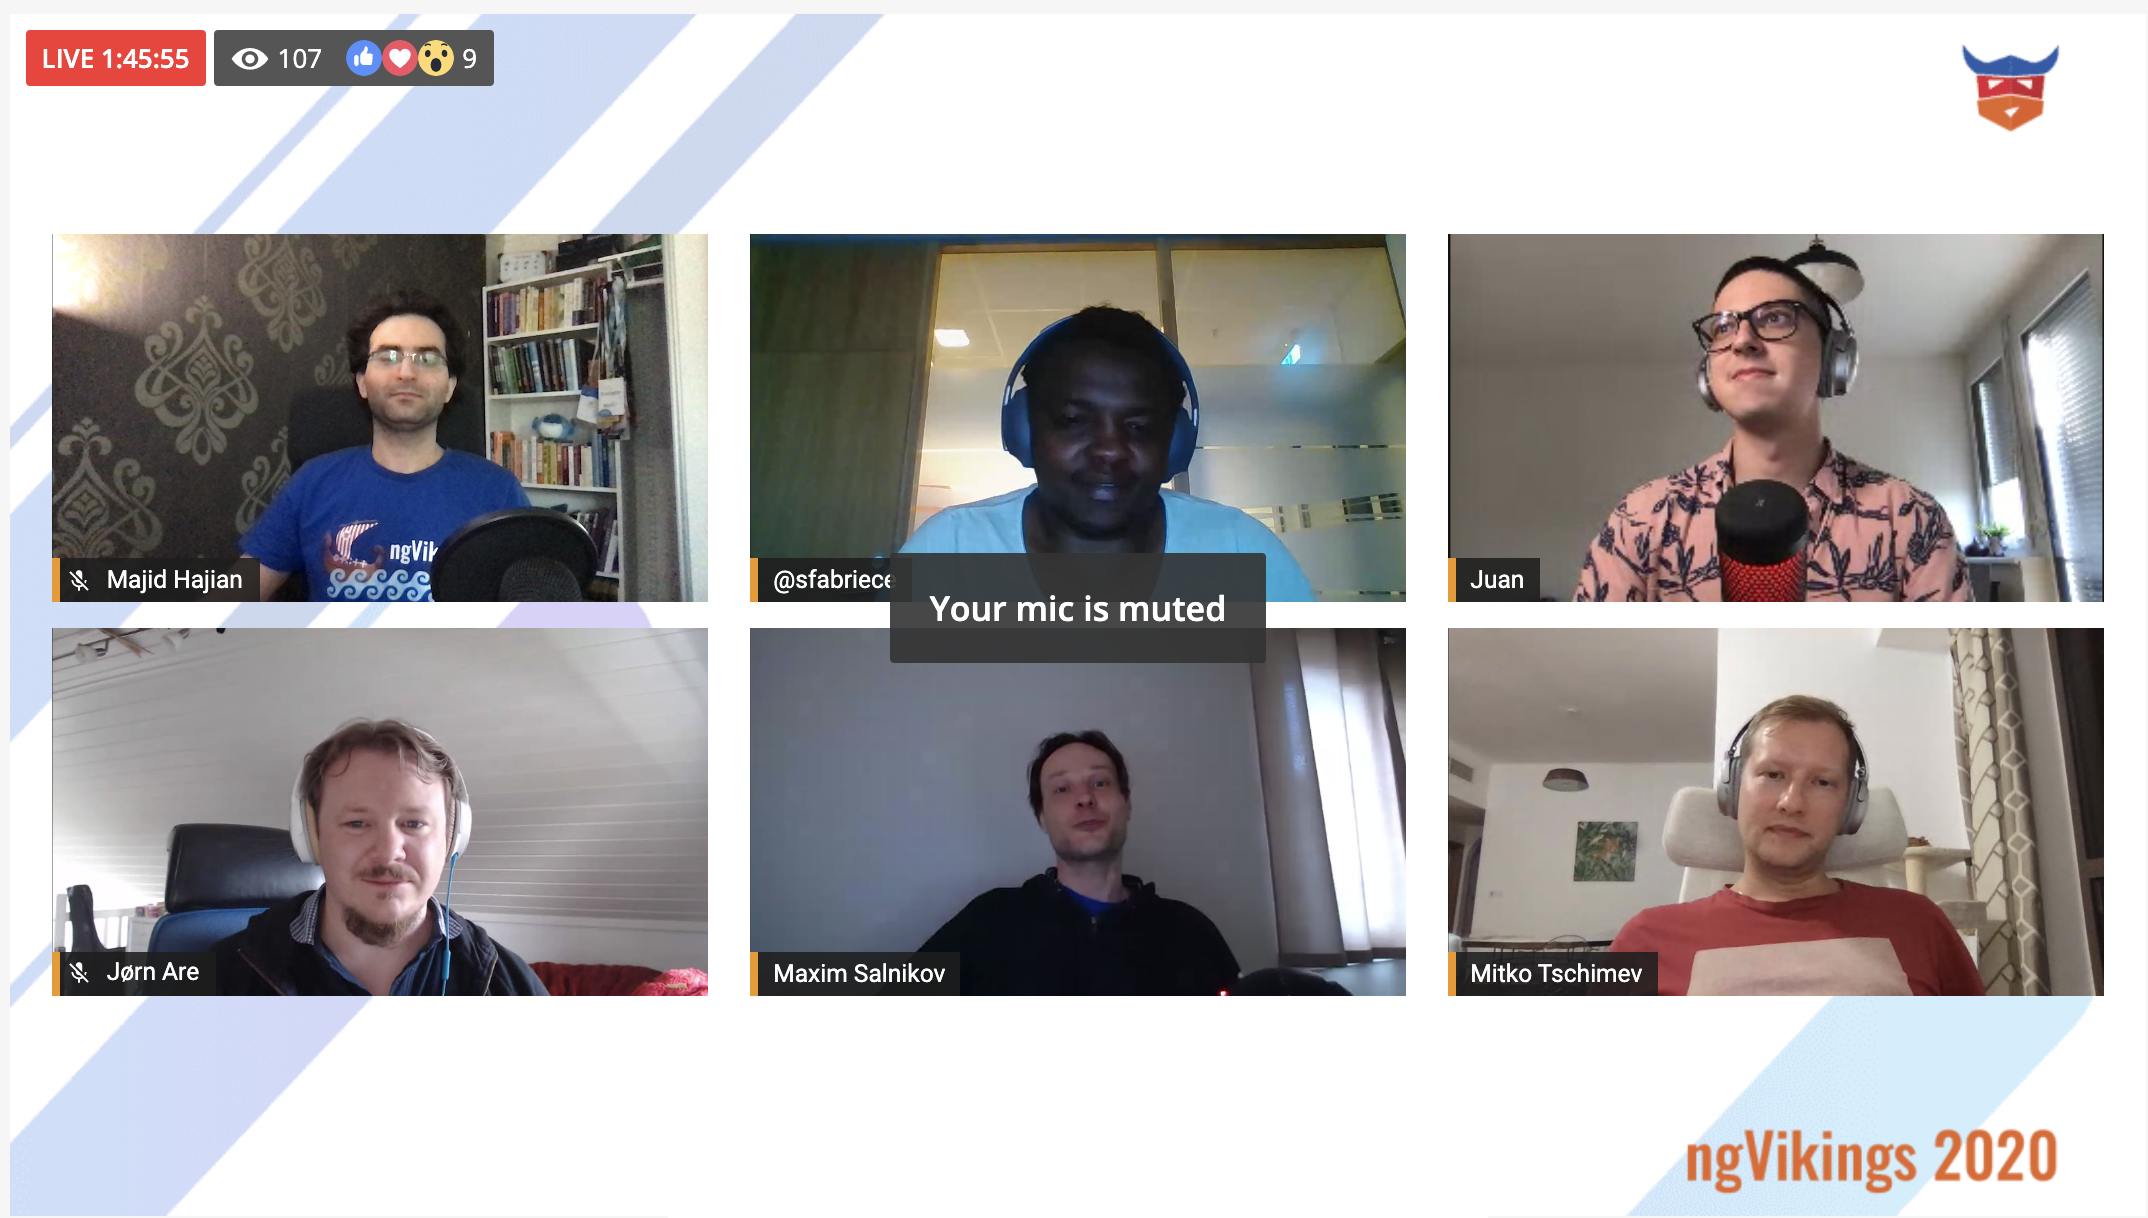 LIVE 1:45:55
107
9
ngVik
Majid Hajian
@sfabriece
Juan
Your mic is muted
Jørn Are
Maxim Salnikov
Mitko Tschimev
ngVikings 2020